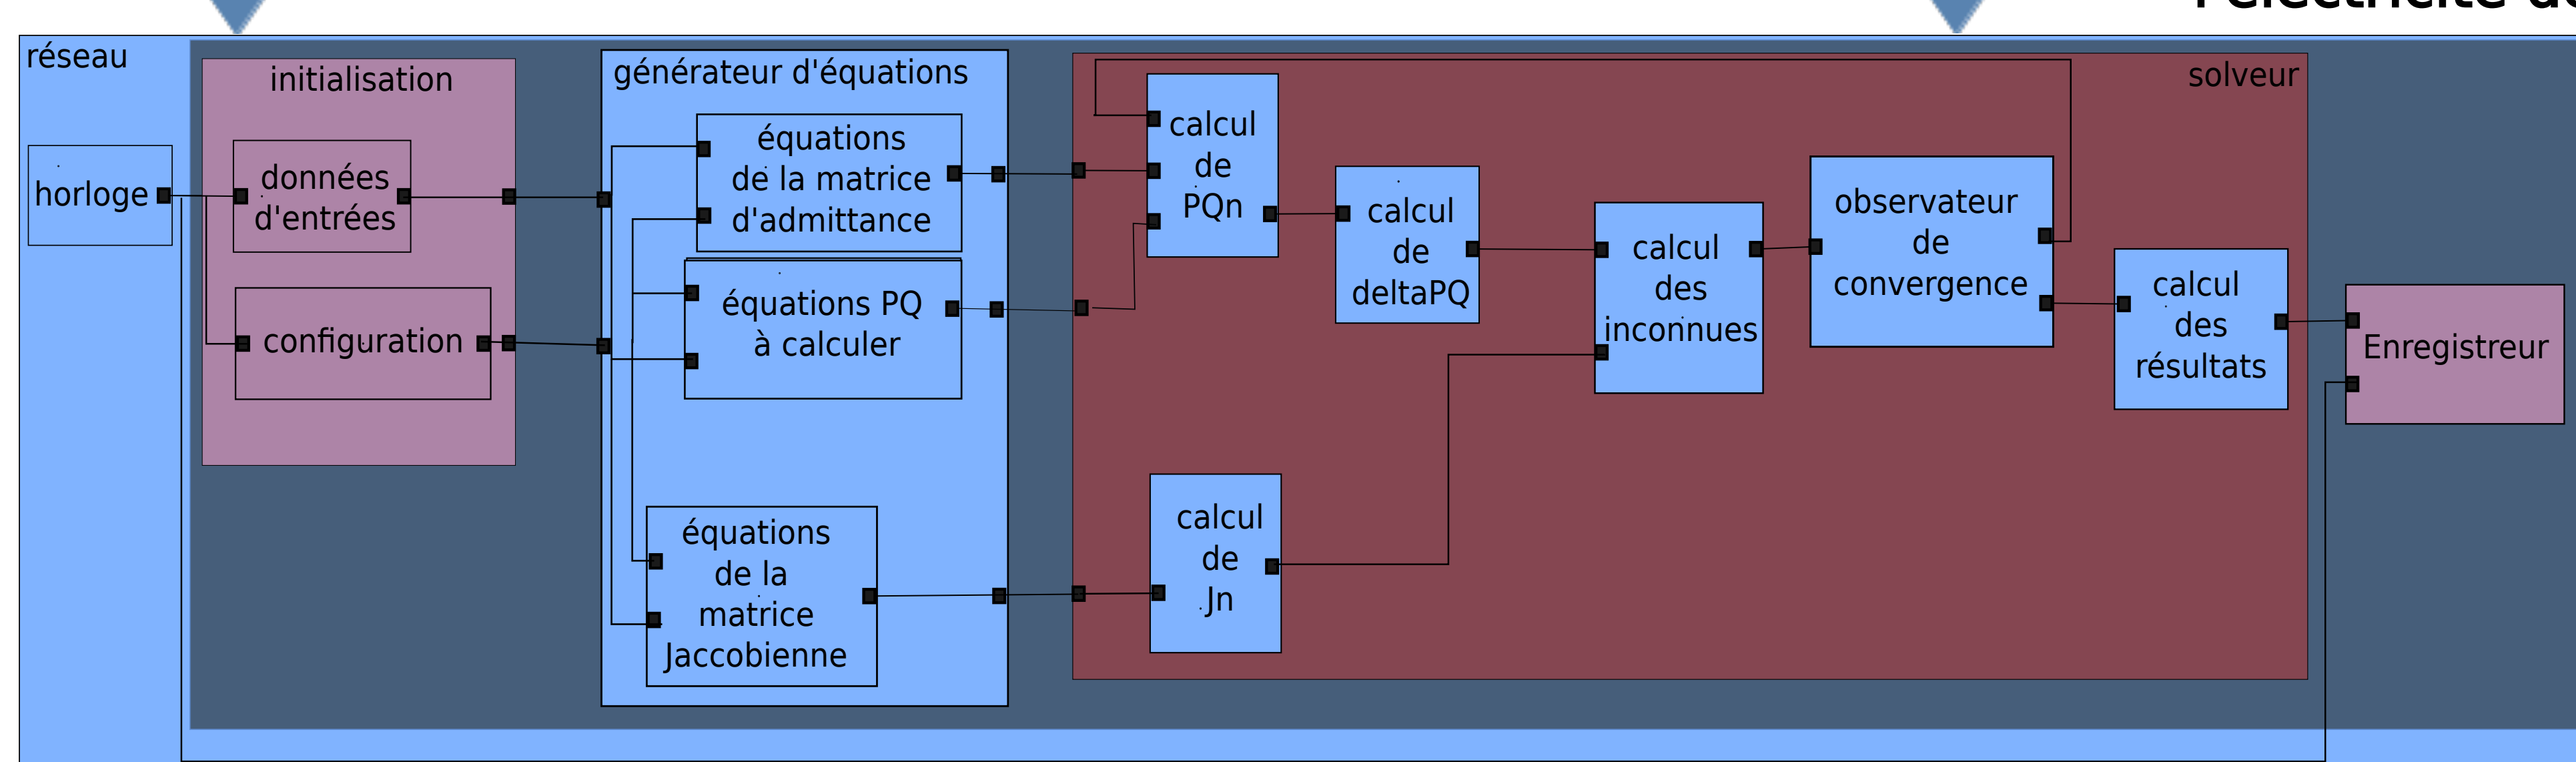 l'électricité de
réseau
initialisation
générateur d'équations
solveur
horloge
données
d'entrées
configuration
équations
de la matrice
d'admittance
équations PQ
à calculer
équations
de la
matrice
Jaccobienne
calcul
de
PQn
calcul
de
deltaPQ
calcul
des
inconnues
observateur
de
convergence
calcul
des
résultats
Enregistreur
calcul
de
Jn